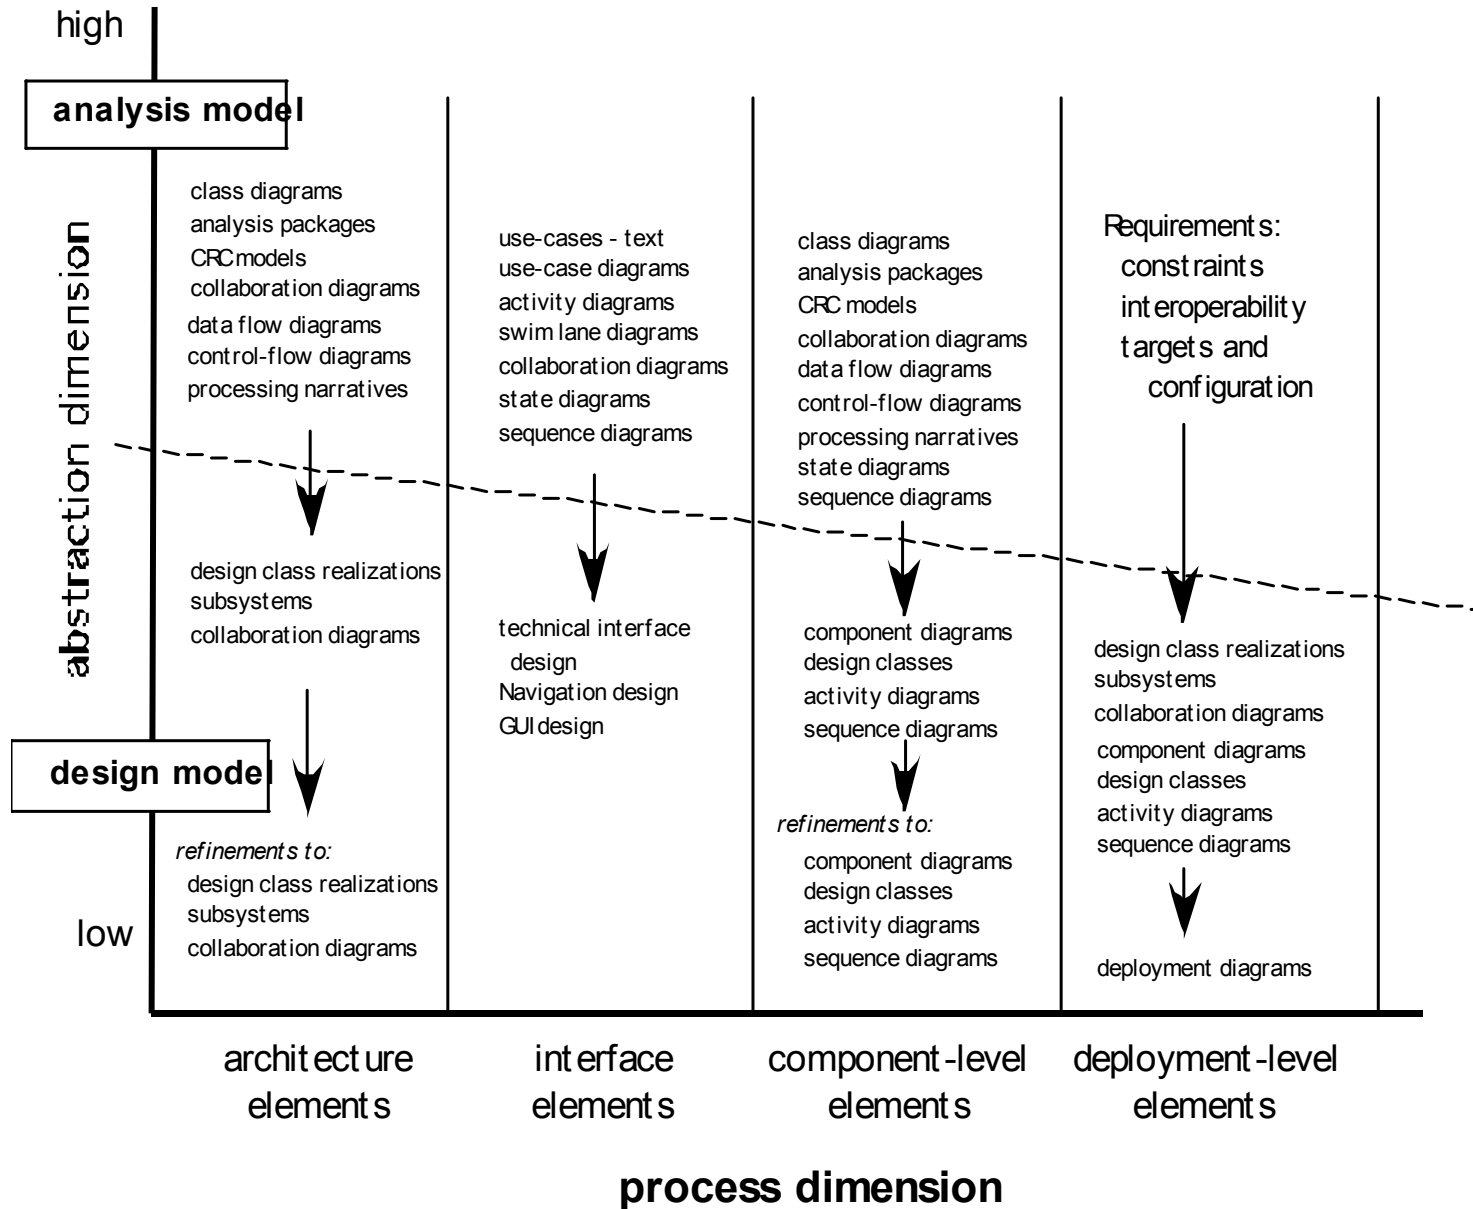 high
analysis model
abstraction dimension
class diagrams
analysis packages
CRC models
collaboration diagrams
data flow diagrams
control-flow diagrams
processing narratives
design class realizations
subsystems
collaboration diagrams
design model
refinements to:
design class realizations
subsystems
collaboration diagrams
low
use-cases - text
use-case diagrams
activity diagrams
swim lane diagrams
collaboration diagrams
state diagrams
sequence diagrams
technical interface
design
Navigation design
GUI design
class diagrams
analysis packages
CRC models
collaboration diagrams
data flow diagrams
control-flow diagrams
processing narratives
state diagrams
sequence diagrams
component diagrams
design classes
activity diagrams
sequence diagrams
refinements to:
component diagrams
design classes
activity diagrams
sequence diagrams
Requirements:
constraints
interoperability
targets and
configuration
design class realizations
subsystems
collaboration diagrams
component diagrams
design classes
activity diagrams
sequence diagrams
deployment diagrams
architecture
elements
interface
elements
component-level
elements
deployment-level
elements
process dimension